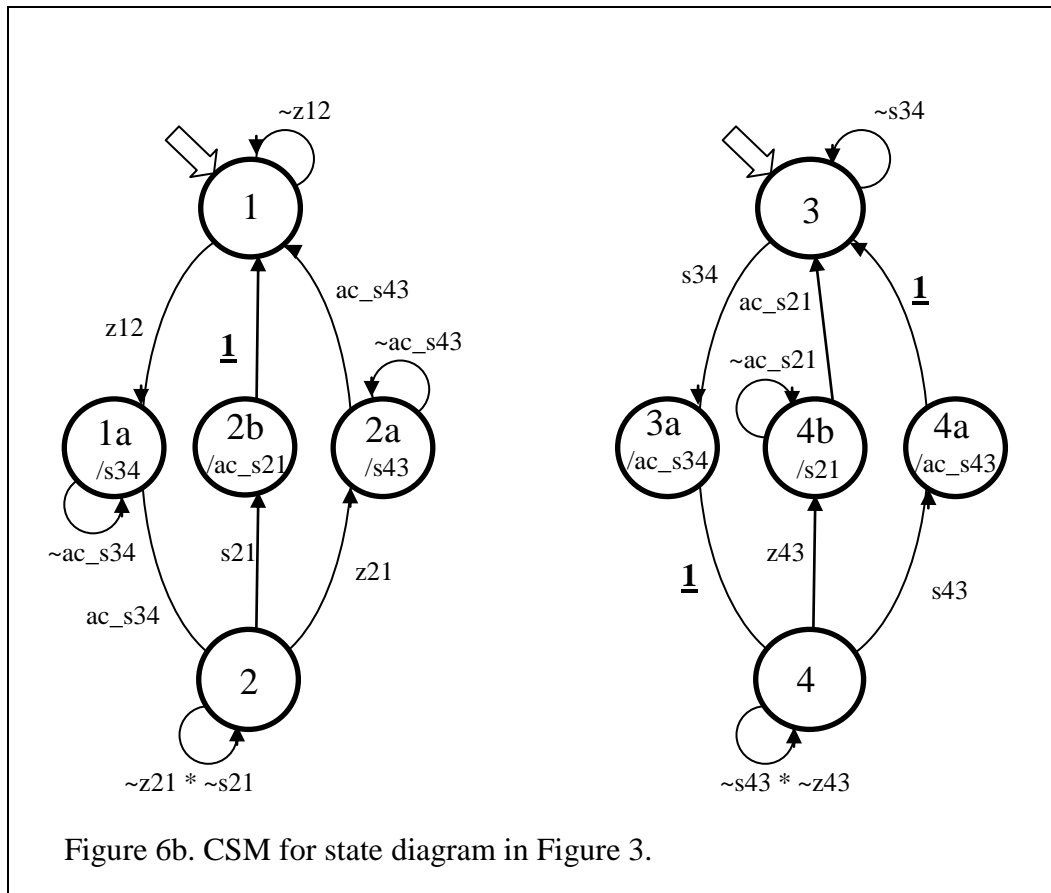 ~z12
~s34
1
3
s34
ac_s43
1
ac_s21
z12
1
~ac_s43
~ac_s21
1a
/s34
2b
/ac_s21
2a
/s43
3a
/ac_s34
4b
/s21
4a
/ac_s43
~ac_s34
s21
z21
z43
s43
1
ac_s34
2
4
~z21 * ~s21
~s43 * ~z43
Figure 6b. CSM for state diagram in Figure 3.